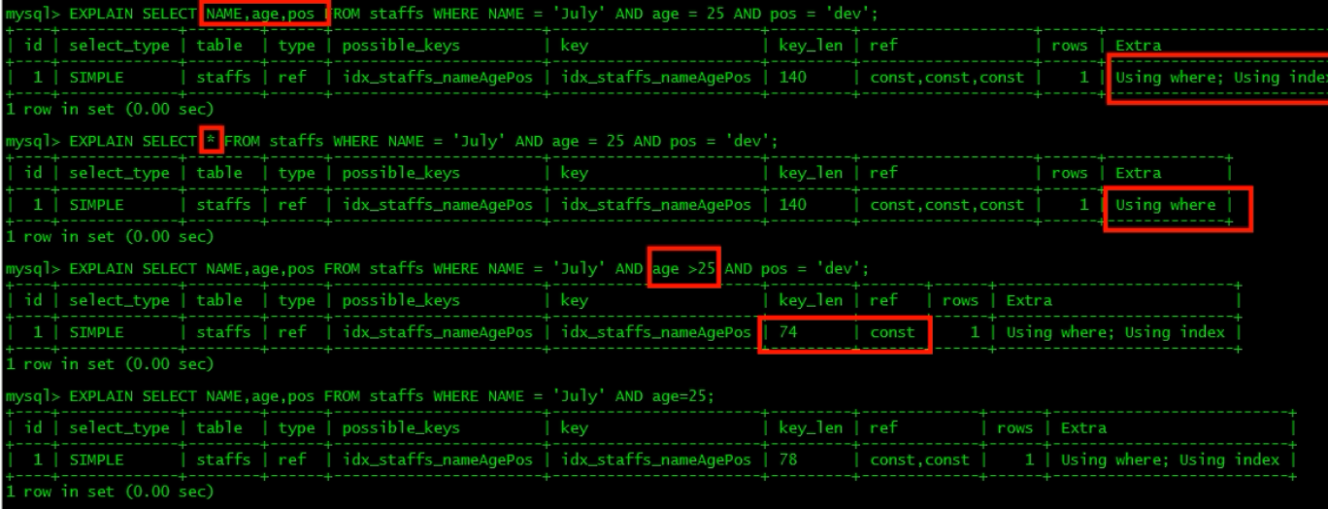 mysql> EXPLAIN SELECT NAME,age,pos FROM staffs WHERE NAME = 'July' AND age = 25 AND pos = 'dev';
| id | select_type | table | type | possible_keys | key | key_len | ref | rows | Extra
| 1 | SIMPLE | staffs | ref | idx_staffs_nameAgePos | idx_staffs_nameAgePos | 140 | const,const,const | 1 | Using where; Using index
1 row in set (0.00 sec)
mysql> EXPLAIN SELECT * FROM staffs WHERE NAME = 'July' AND age = 25 AND pos = 'dev';
| id | select_type | table | type | possible_keys | key | key_len | ref | rows | Extra |
| 1 | SIMPLE | staffs | ref | idx_staffs_nameAgePos | idx_staffs_nameAgePos | 140 | const,const,const | 1 | Using where |
1 row in set (0.00 sec)
mysql> EXPLAIN SELECT NAME,age,pos FROM staffs WHERE NAME = 'July' AND age >25 AND pos = 'dev';
| id | select_type | table | type | possible_keys | key | key_len | ref | rows | Extra |
| 1 | SIMPLE | staffs | ref | idx_staffs_nameAgePos | idx_staffs_nameAgePos | 74 | const | 1 | Using where; Using index |
1 row in set (0.00 sec)
mysql> EXPLAIN SELECT NAME,age,pos FROM staffs WHERE NAME = 'July' AND age=25;
| id | select_type | table | type | possible_keys | key | key_len | ref | rows | Extra |
| 1 | SIMPLE | staffs | ref | idx_staffs_nameAgePos | idx_staffs_nameAgePos | 78 | const,const | 1 | Using where; Using index |
1 row in set (0.00 sec)